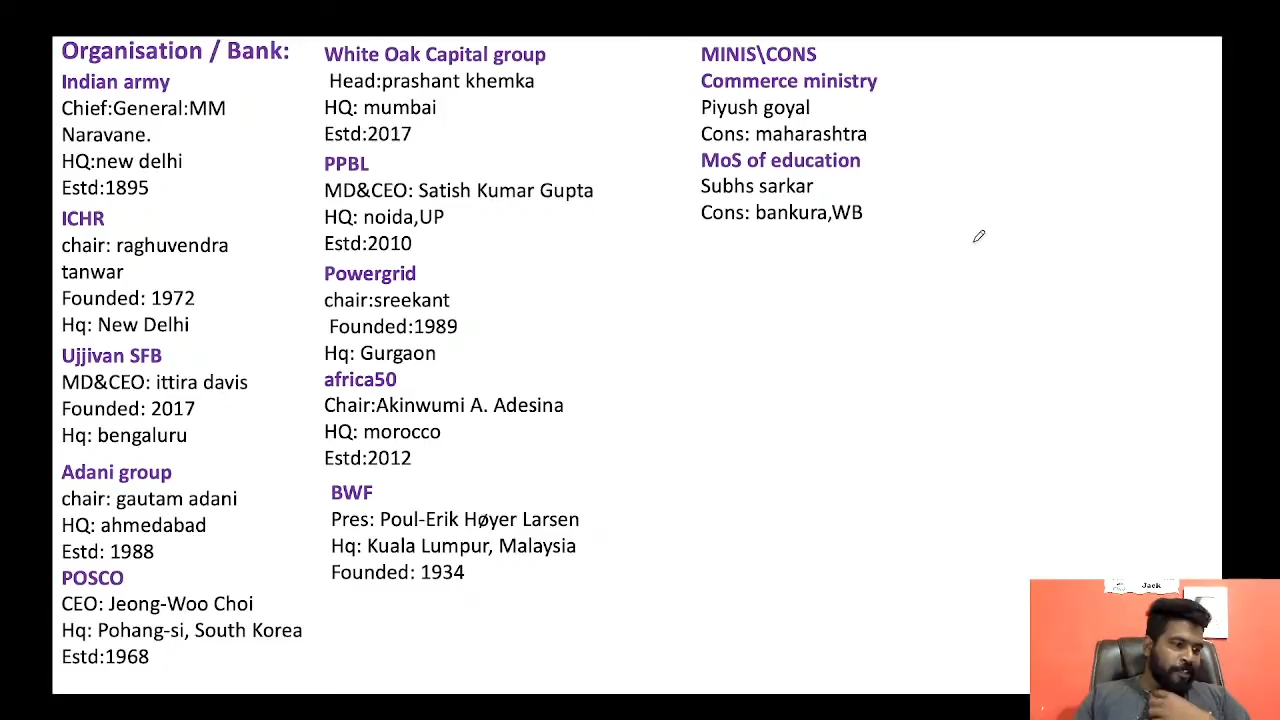 Organisation / Bank:
Indian army
Chief:General:MM
Naravane.
HQ:new delhi
Estd:1895
ICHR
chair: raghuvendra
tanwar
Founded: 1972
Hq: New Delhi
Ujjivan SFB
MD&CEO: ittira davis
Founded: 2017
Hq: bengaluru
Adani group
chair: gautam adani
HQ: ahmedabad
Estd: 1988
POSCO
CEO: Jeong-Woo Choi
Hq: Pohang-si, South Korea
Estd:1968
White Oak Capital group
Head:prashant khemka
HQ: mumbai
Estd:2017
PPBL
MD&CEO: Satish Kumar Gupta
HQ: noida,UP
Estd:2010
Powergrid
chair:sreekant
Founded:1989
Hq: Gurgaon
africa50
Chair:Akinwumi A. Adesina
HQ: morocco
Estd:2012
BWF
Pres: Poul-Erik Høyer Larsen
Hq: Kuala Lumpur, Malaysia
Founded: 1934
MINIS\CONS
Commerce ministry
Piyush goyal
Cons: maharashtra
MoS of education
Subhs sarkar
Cons: bankura,WB
Jack